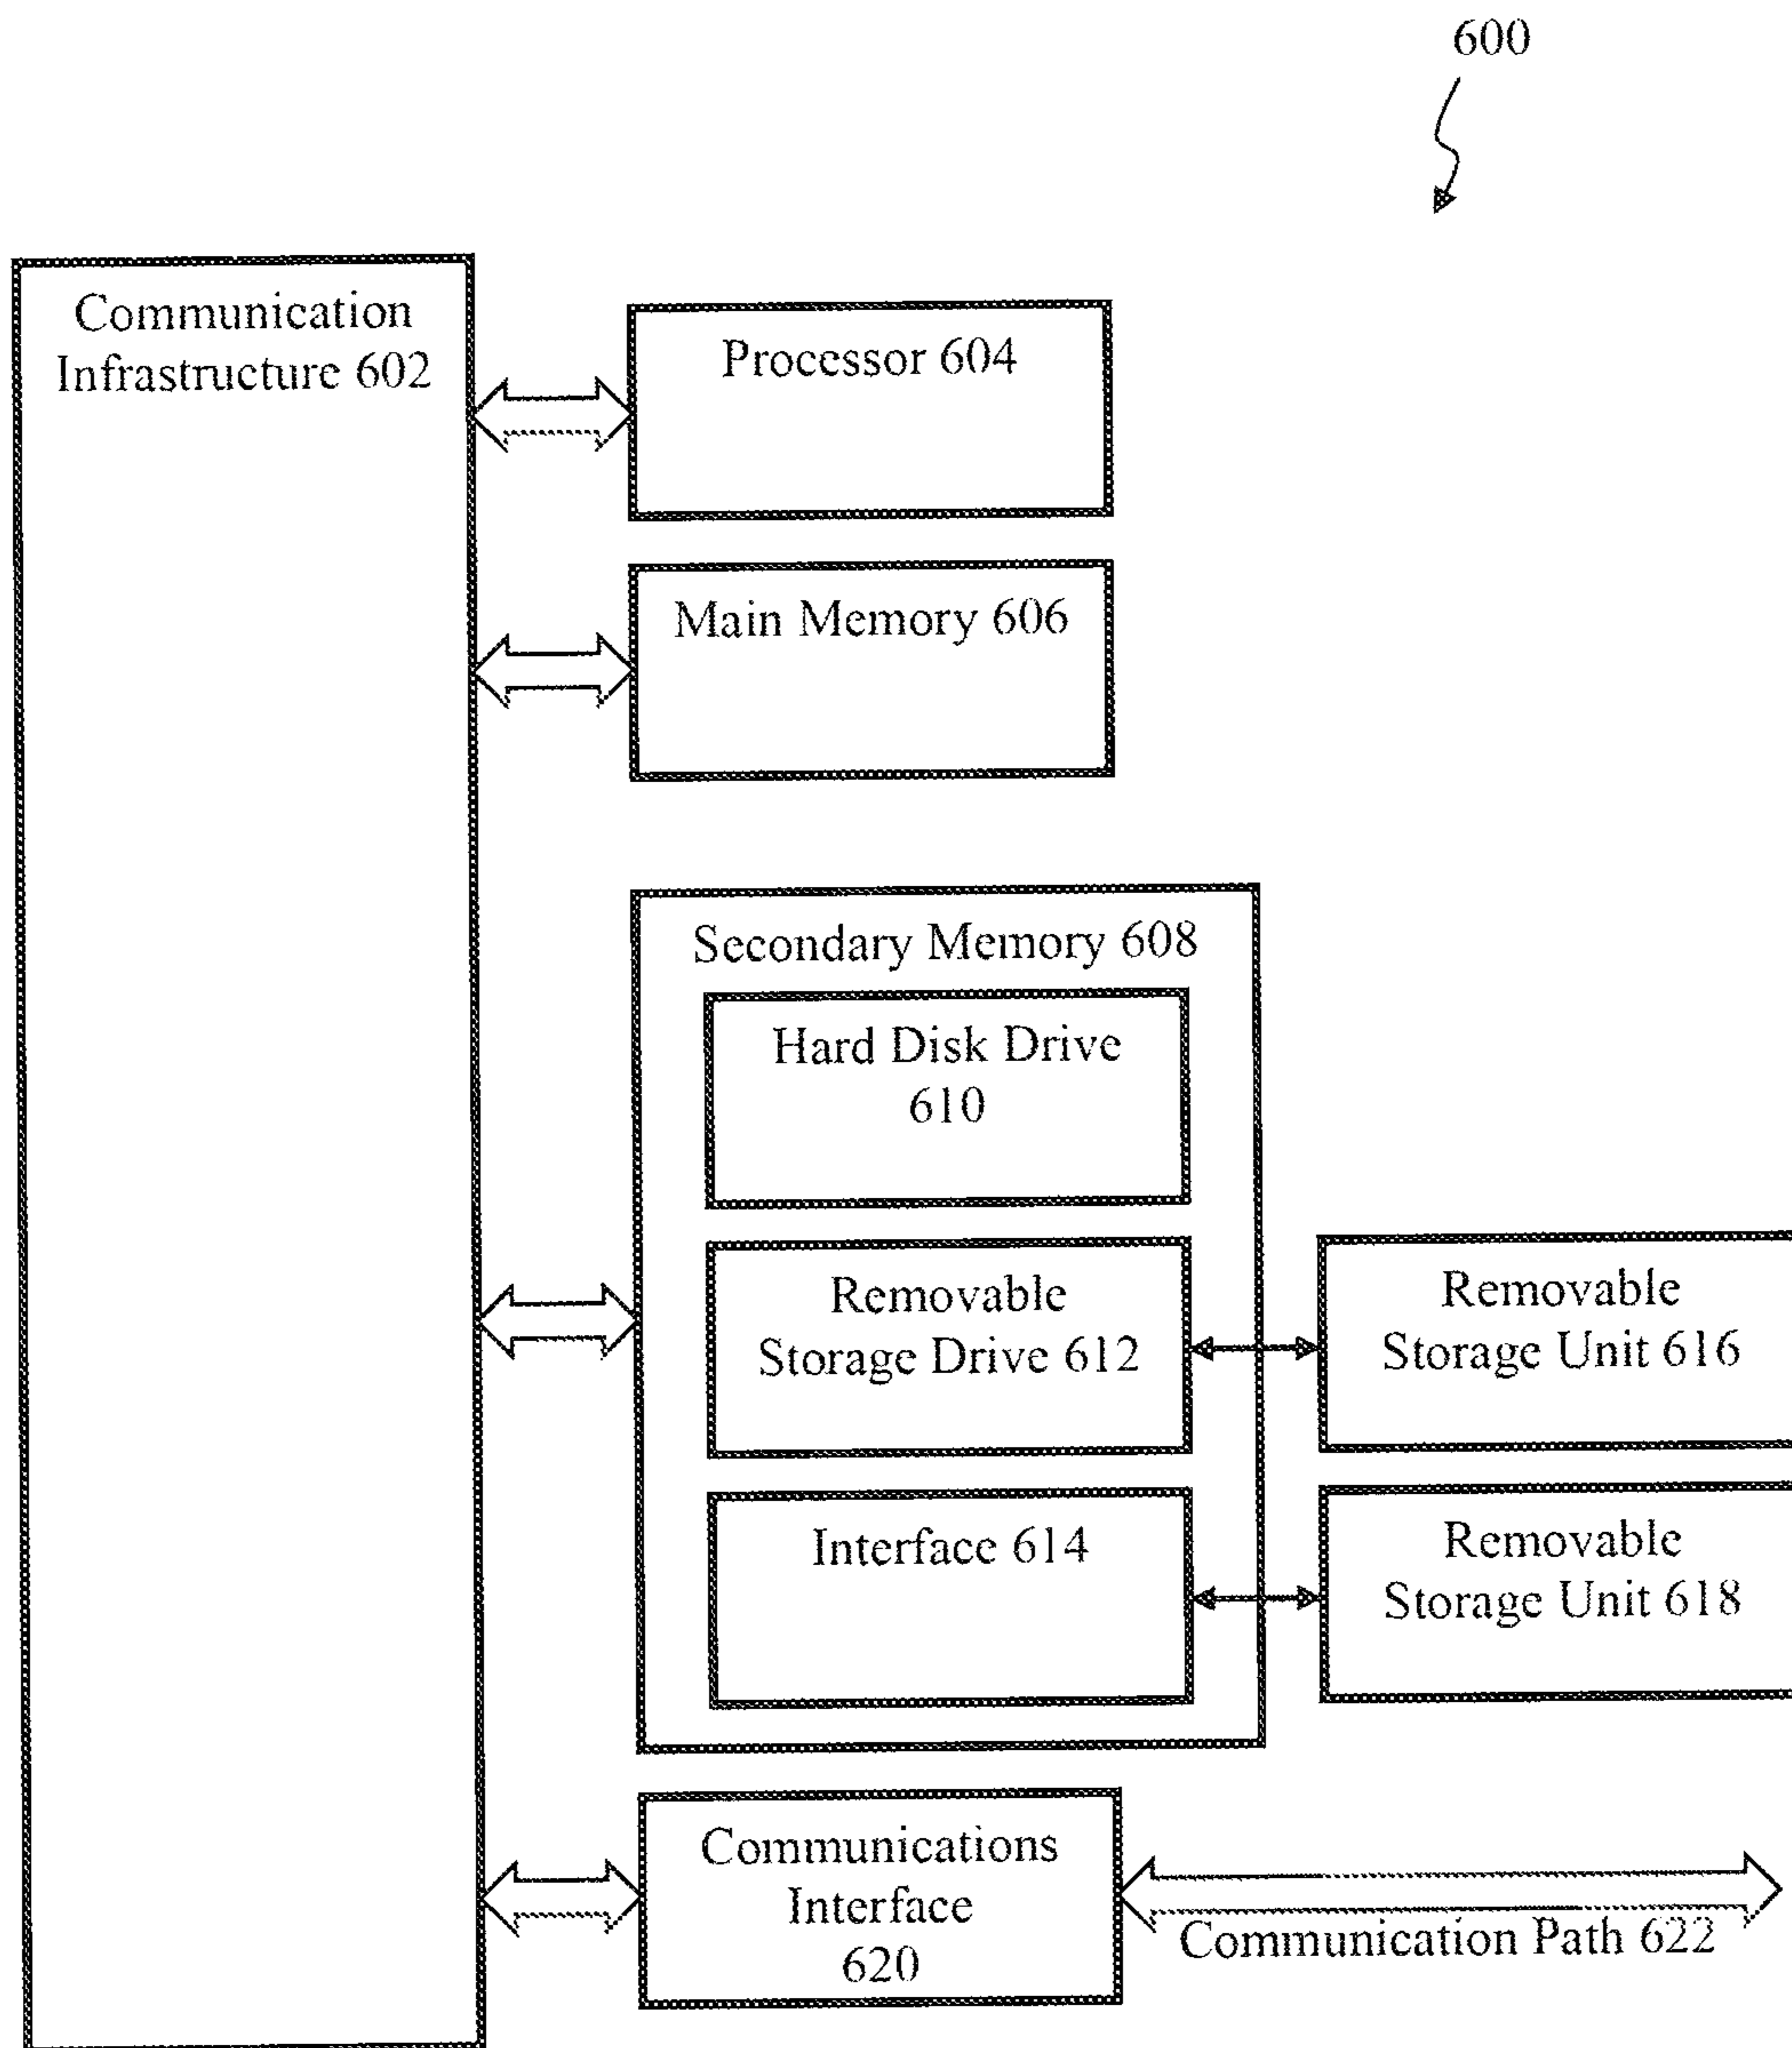 600
Communication
Infrastructure 602
Processor 604
Main Memory 606
Secondary Memory 608
Hard Disk Drive
610
Removable
Storage Drive 612
Removable
Storage Unit 616
Interface 614
Removable
Storage Unit 618
Communications
Interface
620
Communication Path 622